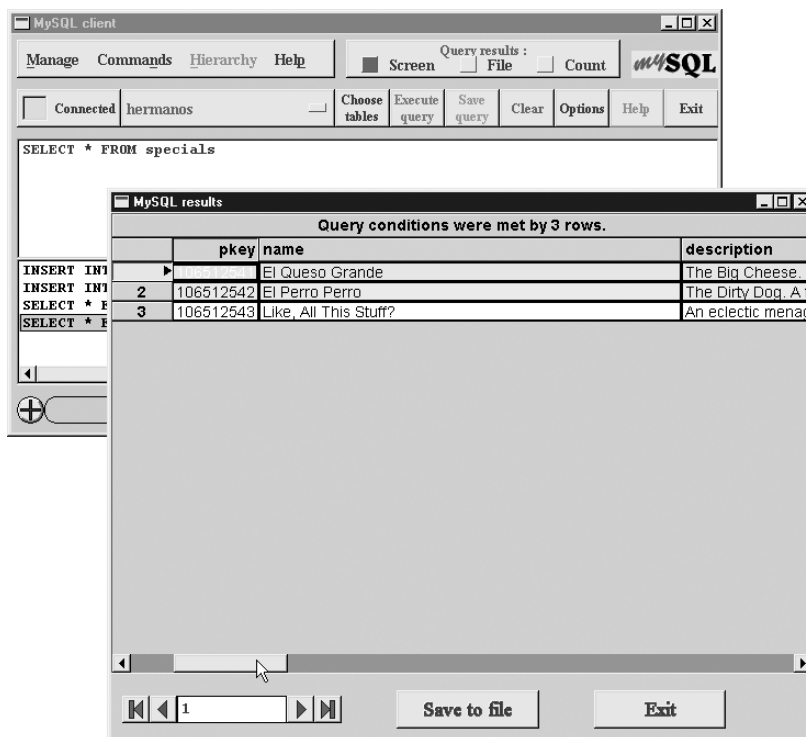 MySQL client
Manage Commands Hierarchy Help
Query results :
Screen File Count
mySQL
Connected hermanos Choose tables Execute query Save query Clear Options Help Exit
SELECT * FROM specials
INSERT INT
INSERT INT
SELECT * F
SELECT * F
MySQL results
Query conditions were met by 3 rows.
pkey name description
106512541 El Queso Grande The Big Cheese.
2 106512542 El Perro Perro The Dirty Dog. A
3 106512543 Like, All This Stuff? An eclectic menag
1
Save to file Exit